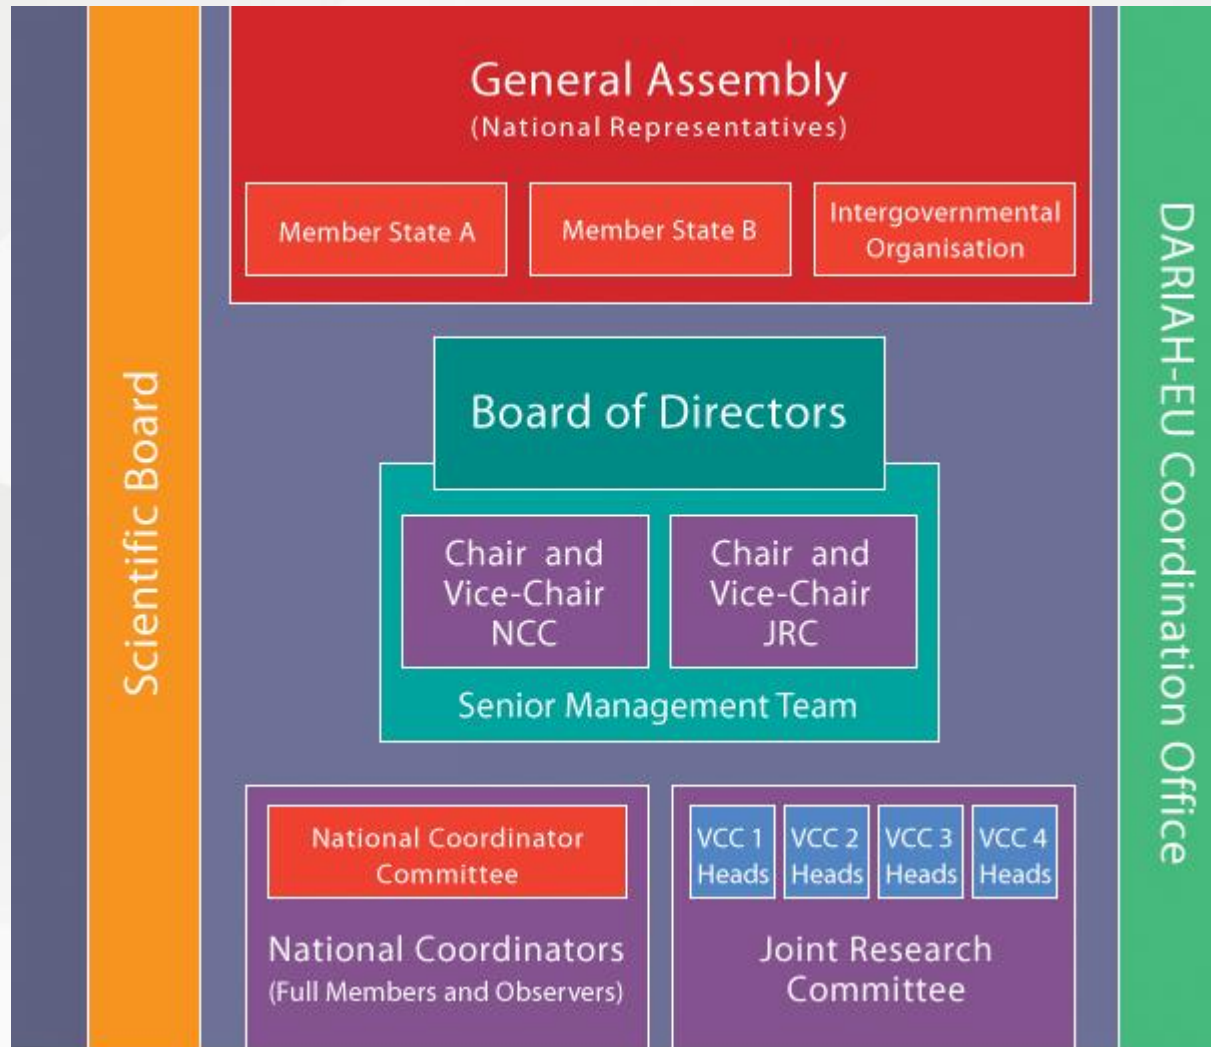 General Assembly
(National Representatives)
Member State A
Member State B
Intergovernmental
Organisation
Scientific Board
DARIAH-EU Coordination Office
Board of Directors
Chair and
Vice-Chair
NCC
Chair and
Vice-Chair
JRC
Senior Management Team
National Coordinator
Committee
National Coordinators
(Full Members and Observers)
VCC 1
Heads
VCC 2
Heads
VCC 3
Heads
VCC 4
Heads
Joint Research
Committee